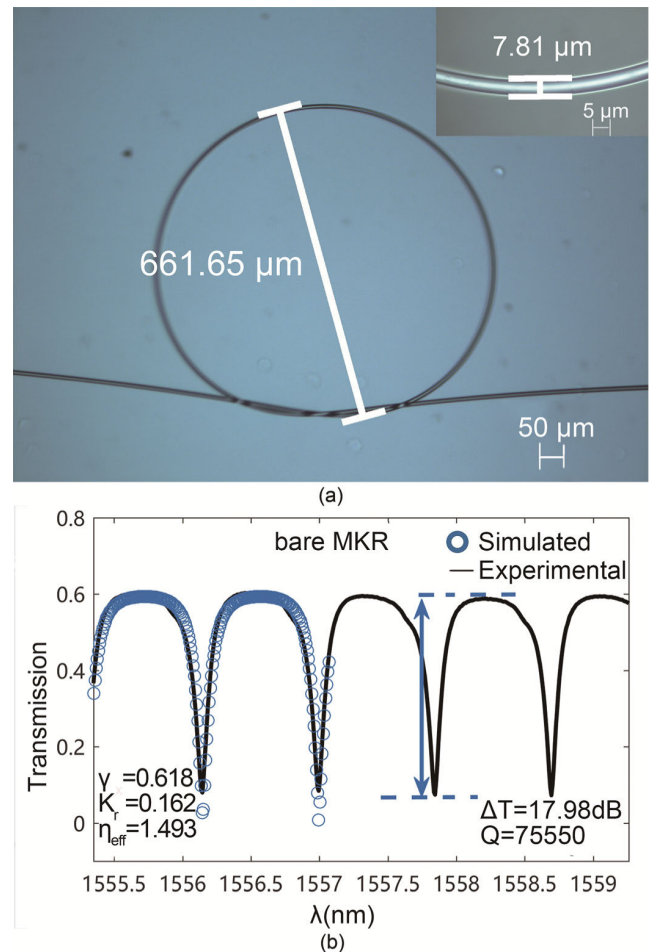 7.81 µm
5 µm
661.65 µm
50 µm
(a)
0.8
bare MKR
Simulated
Experimental
0.6
0.4
0.2
0
Transmission
γ =0.618
Kr=0.162
ηeff=1.493
ΔT=17.98dB
Q=75550
1555.5 1556 1556.5 1557 1557.5 1558 1558.5 1559
λ(nm)
(b)